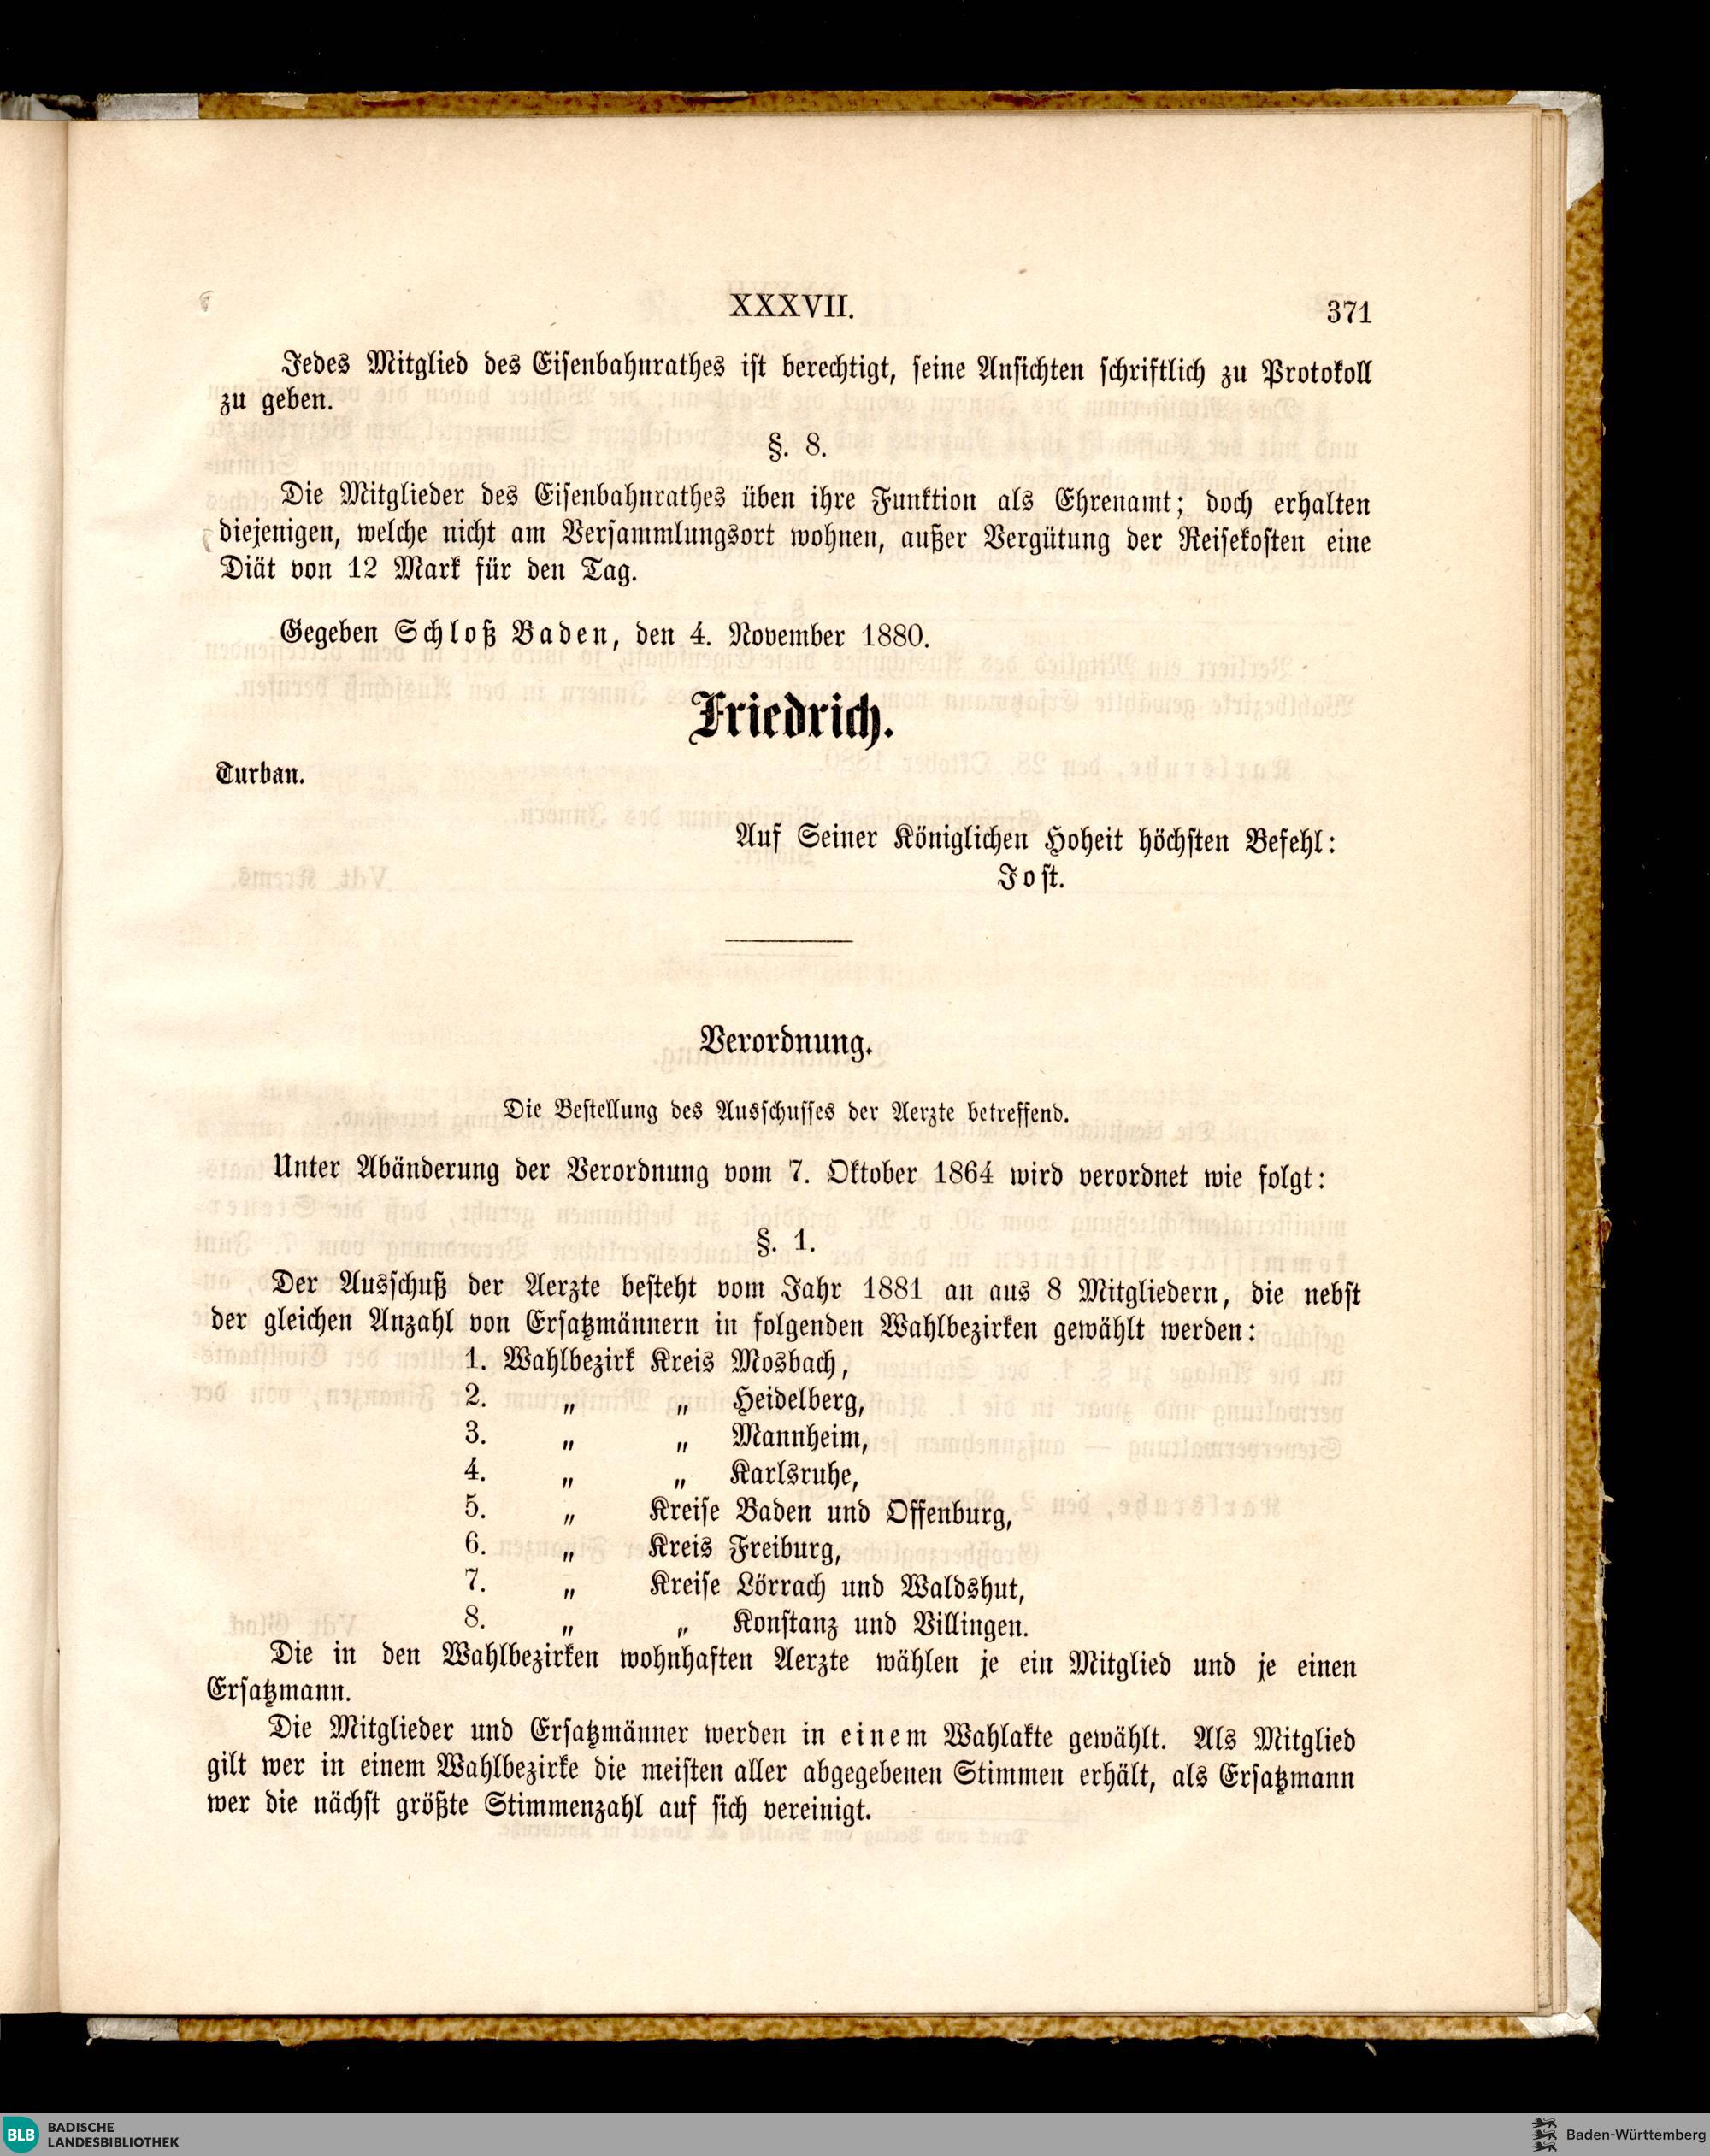 XXXVII.
371
Jedes Mitglied des Eisenbahnrathes ist berechtigt, seine Ansichten schriftlich zu Protokoll
zu geben.
§. 8.
Die Mitglieder des Eisenbahnrathes üben ihre Funktion als Ehrenamt; doch erhalten
diejenigen, welche nicht am Versammlungsort wohnen, außer Vergütung der Reisekosten eine
Diät von 12 Mark für den Tag.
Gegeben Schloß Baden, den 4. November 1880.
Friedrich.
Turban.
Auf Seiner Königlichen Hoheit höchsten Befehl:
Jost.
Verordnung.
Die Bestellung des Ausschusses der Aerzte betreffend.
Unter Abänderung der Verordnung vom 7. Oktober 1864 wird verordnet wie folgt:
§. 1.
Der Ausschuß der Aerzte besteht vom Jahr 1881 an aus 8 Mitgliedern, die nebst
der gleichen Anzahl von Ersatzmännern in folgenden Wahlbezirken gewählt werden:
1. Wahlbezirk Kreis Mosbach,
2. „ „ Heidelberg,
3. „ „ Mannheim,
4. „ „ Karlsruhe,
5. „ Kreise Baden und Offenburg,
6. „ Kreis Freiburg,
7. „ Kreise Lörrach und Waldshut,
8. „ „ Konstanz und Villingen.
Die in den Wahlbezirken wohnhaften Aerzte wählen je ein Mitglied und je einen
Ersatzmann.
Die Mitglieder und Ersatzmänner werden in einem Wahlakte gewählt. Als Mitglied
gilt wer in einem Wahlbezirke die meisten aller abgegebenen Stimmen erhält, als Ersatzmann
wer die nächst größte Stimmenzahl auf sich vereinigt.
BLB BADISCHE
LANDESBIBLIOTHEK
Baden-Württemberg